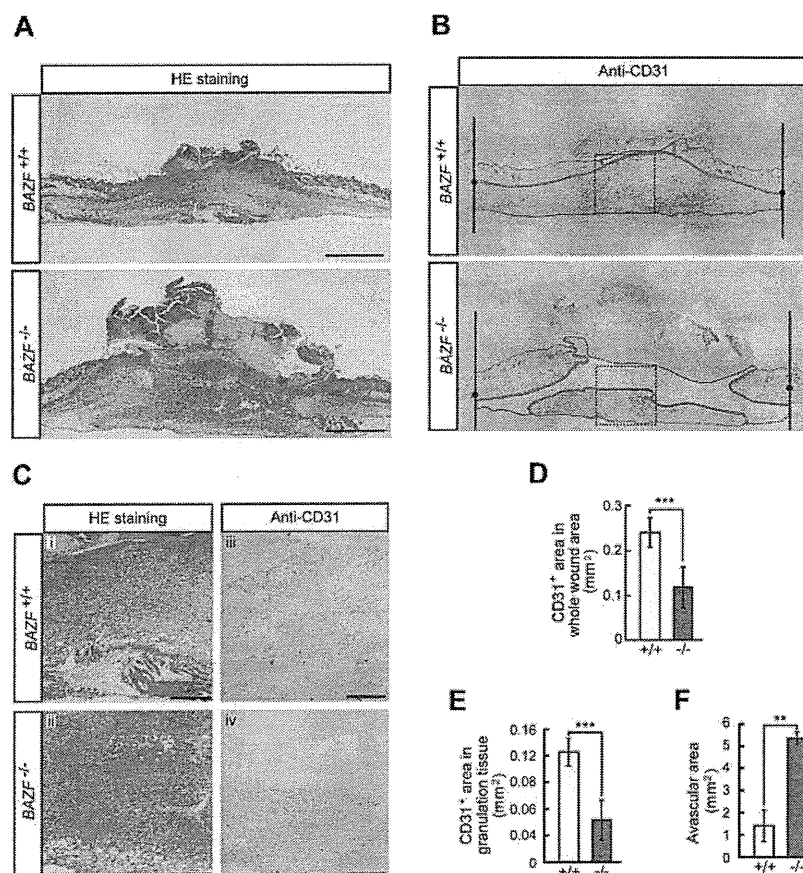 A
HE staining
BAZF +/+
BAZF -/-
B
Anti-CD31
BAZF +/+
BAZF -/-
C
HE staining
Anti-CD31
BAZF +/+
i
iii
BAZF -/-
ii
iv
D
CD31+ area in
whole wound area
(mm2)
0.3
0.2
0.1
0
***
+/+ -/-
E
CD31+ area in
granulation tissue
(mm2)
0.16
0.12
0.08
0.04
0
***
+/+ -/-
F
Avascular area
(mm2)
6
5
4
3
2
1
0
**
+/+ -/-